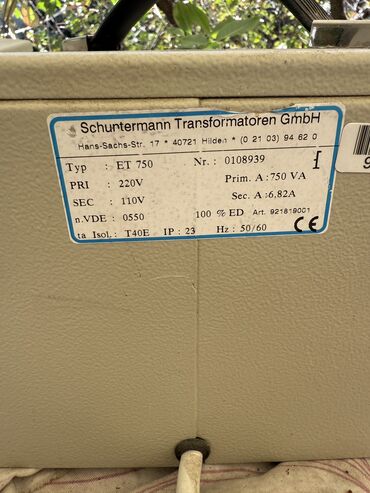 Schuntermann Transformatoren GmbH
Hans-Sachs-Str. 17 * 40721 Hilden * (0 21 03) 94 62 0
Typ : ET 750 Nr. : 0108939
PRI : 220V Prim. A : 750 VA
SEC : 110V Sec. A : 6,82A
n.VDE : 0550 100 % ED Art. 921819001
ta Isol. : T40E IP : 23 Hz : 50/60 CE
9